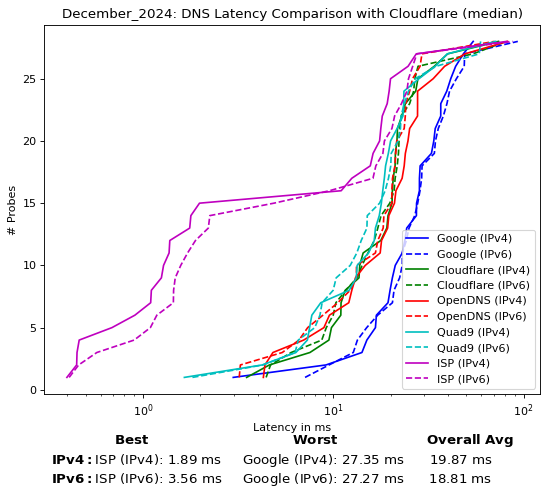 December_2024: DNS Latency Comparison with Cloudflare (median)
# Probes
25
20
15
10
5
0
Google (IPv4)
Google (IPv6)
Cloudflare (IPv4)
Cloudflare (IPv6)
OpenDNS (IPv4)
OpenDNS (IPv6)
Quad9 (IPv4)
Quad9 (IPv6)
ISP (IPv4)
ISP (IPv6)
10⁰ 10¹ 10²
Latency in ms
Best Worst Overall Avg
IPv4: ISP (IPv4): 1.89 ms Google (IPv4): 27.35 ms 19.87 ms
IPv6: ISP (IPv6): 3.56 ms Google (IPv6): 27.27 ms 18.81 ms